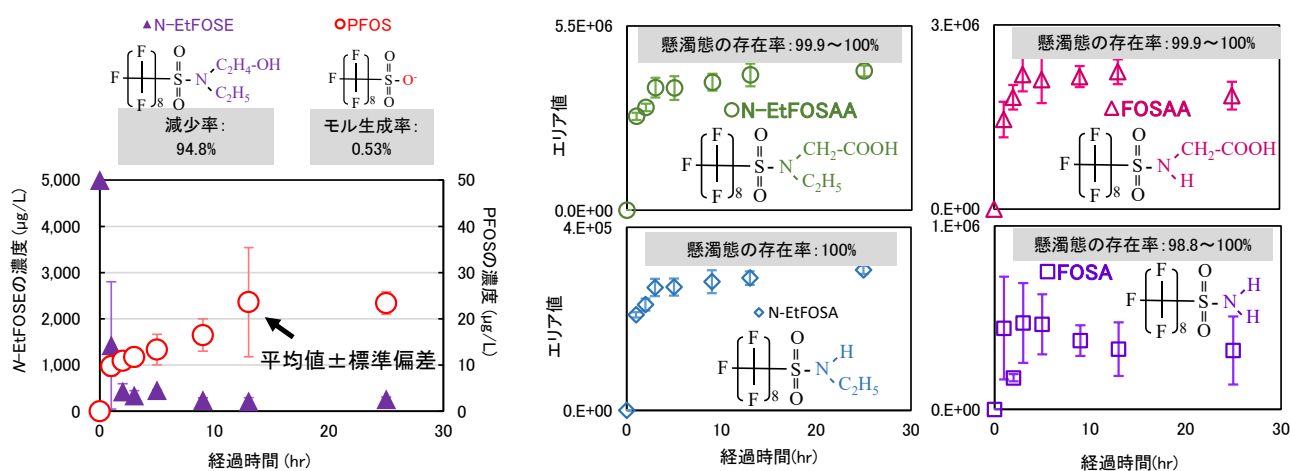 ▲N-EtFOSE
○PFOS
F
F
F
8
O
S
O
N
C2H4-OH
C2H5
F
F
F
8
O
S
O
O-
減少率:
94.8%
モル生成率:
0.53%
N-EtFOSEの濃度 (μg/L)
5,000
4,000
3,000
2,000
1,000
0
50
40
30
20
10
0
PFOSの濃度 (μg/L)
平均値±標準偏差
0
10
20
30
経過時間 (hr)
エリア値
5.E+06
0.E+00
懸濁態の存在率:99.9~100%
○N-EtFOSAA
F
F
F
8
O
S
O
N
CH2-COOH
C2H5
3.E+06
0.E+00
懸濁態の存在率:99.9~100%
△FOSAA
F
F
F
8
O
S
O
N
CH2-COOH
H
エリア値
4.E+05
0.E+00
懸濁態の存在率:100%
◇N-EtFOSA
F
F
F
8
O
S
O
N
H
C2H5
0
10
20
30
経過時間(hr)
1.E+06
0.E+00
懸濁態の存在率:98.8~100%
□FOSA
F
F
F
8
O
S
O
N
H
H
0
10
20
30
経過時間 (hr)